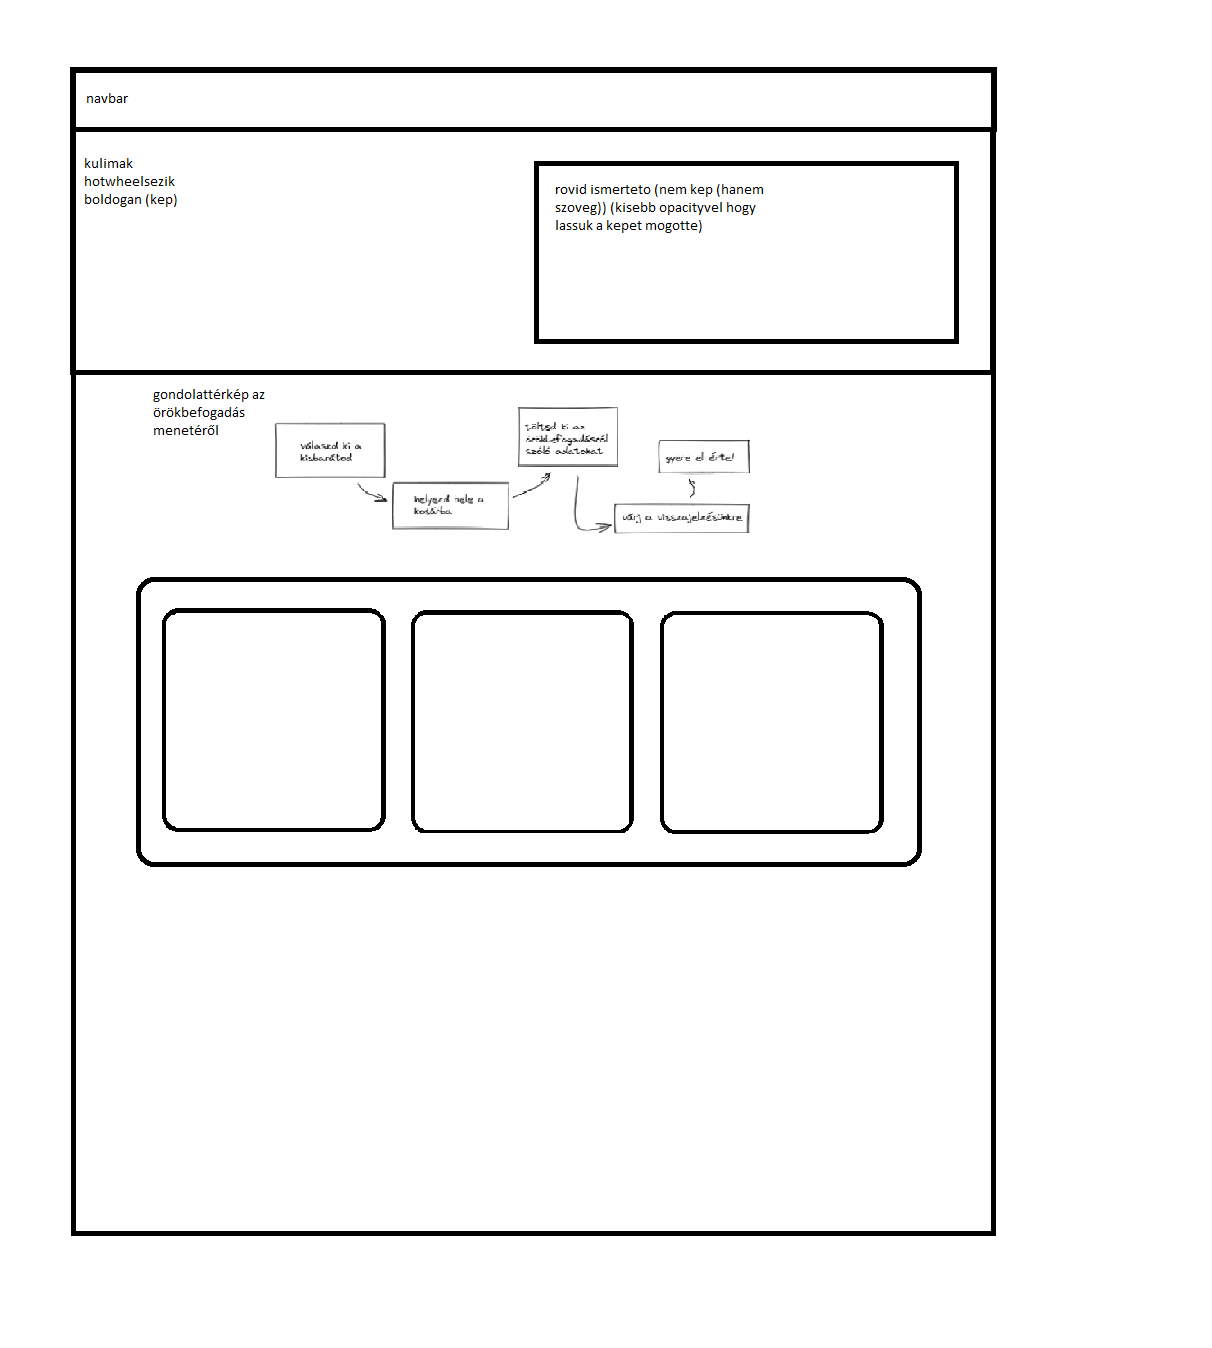 navbar
kulimak
hotwheelsezik
boldogan (kep)
rovid ismerteto (nem kep (hanem
szoveg)) (kisebb opacityvel hogy
lassuk a kepet mogotte)
gondolattérkép az
örökbefogadás
menetéről
válaszd ki a
kisbarátod
helyezd bele a
kosárba
töltsd ki az
örökbefogadásról
szóló adatokat
várj a visszajelzésünkre
gyere el érte!